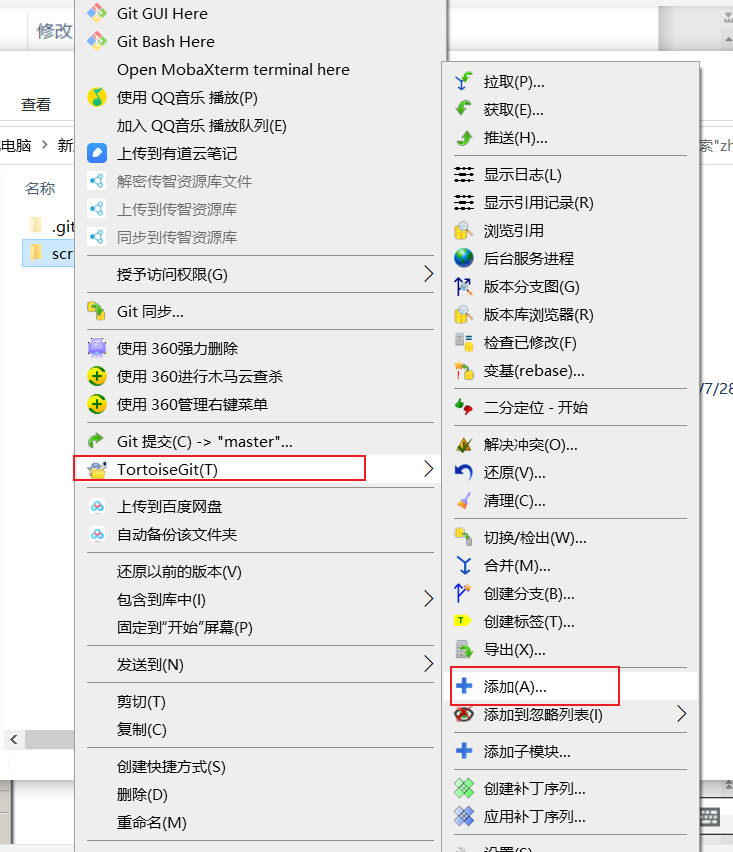 修改
查看
电脑 > 新
索"zh
名称
.git
scr
/7/28
Git GUI Here
Git Bash Here
Open MobaXterm terminal here
使用 QQ音乐 播放(P)
加入 QQ音乐 播放队列(E)
上传到有道云笔记
解密传智资源库文件
上传到传智资源库
同步到传智资源库
授予访问权限(G)
Git 同步...
使用 360强力删除
使用 360进行木马云查杀
使用 360管理右键菜单
Git 提交(C) -> "master"...
TortoiseGit(T)
上传到百度网盘
自动备份该文件夹
还原以前的版本(V)
包含到库中(I)
固定到“开始”屏幕(P)
发送到(N)
剪切(T)
复制(C)
创建快捷方式(S)
删除(D)
重命名(M)
拉取(P)...
获取(E)...
推送(H)...
显示日志(L)
显示引用记录(R)
浏览引用
后台服务进程
版本分支图(G)
版本库浏览器(R)
检查已修改(F)
变基(rebase)...
二分定位 - 开始
解决冲突(O)...
还原(V)...
清理(C)...
切换/检出(W)...
合并(M)...
创建分支(B)...
创建标签(T)...
导出(X)...
添加(A)...
添加到忽略列表(I)
添加子模块...
创建补丁序列...
应用补丁序列...
设置(S)